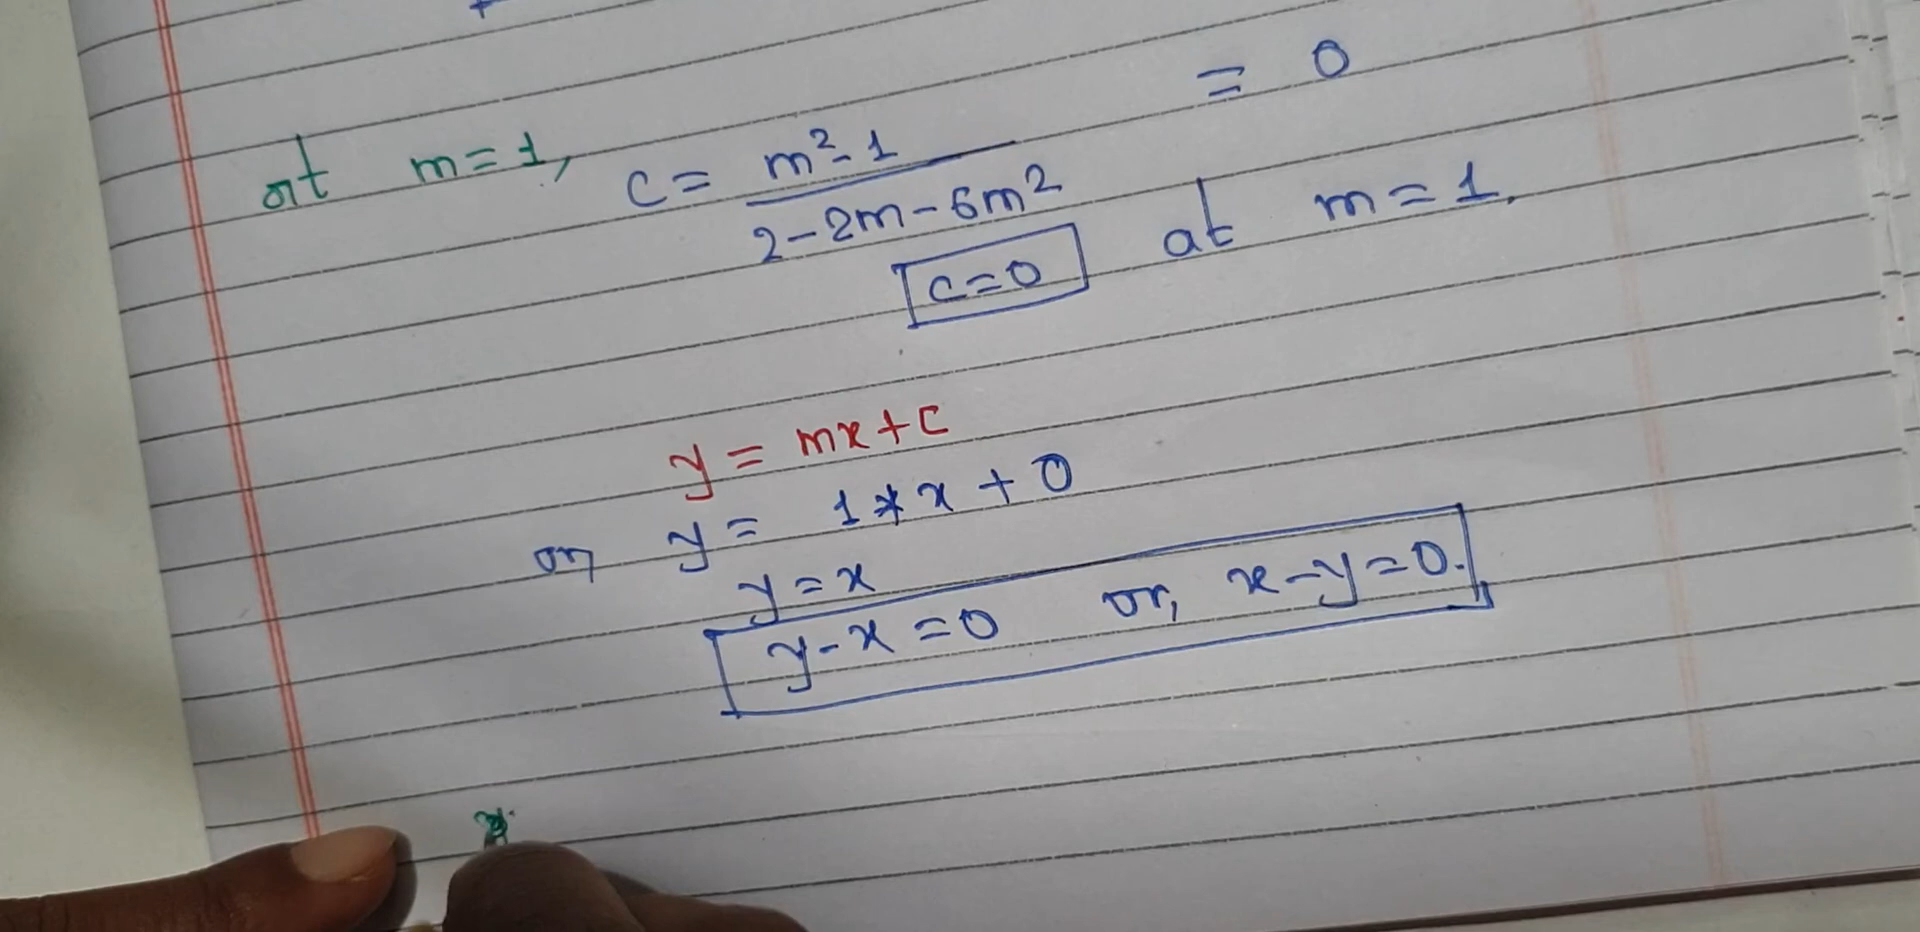 at m=1, c = m²-1 / 2-2m-6m² = 0
c=0 at m=1.
y = mx+c
or y = 1*x + 0
y=x
y-x=0 or, x-y=0.